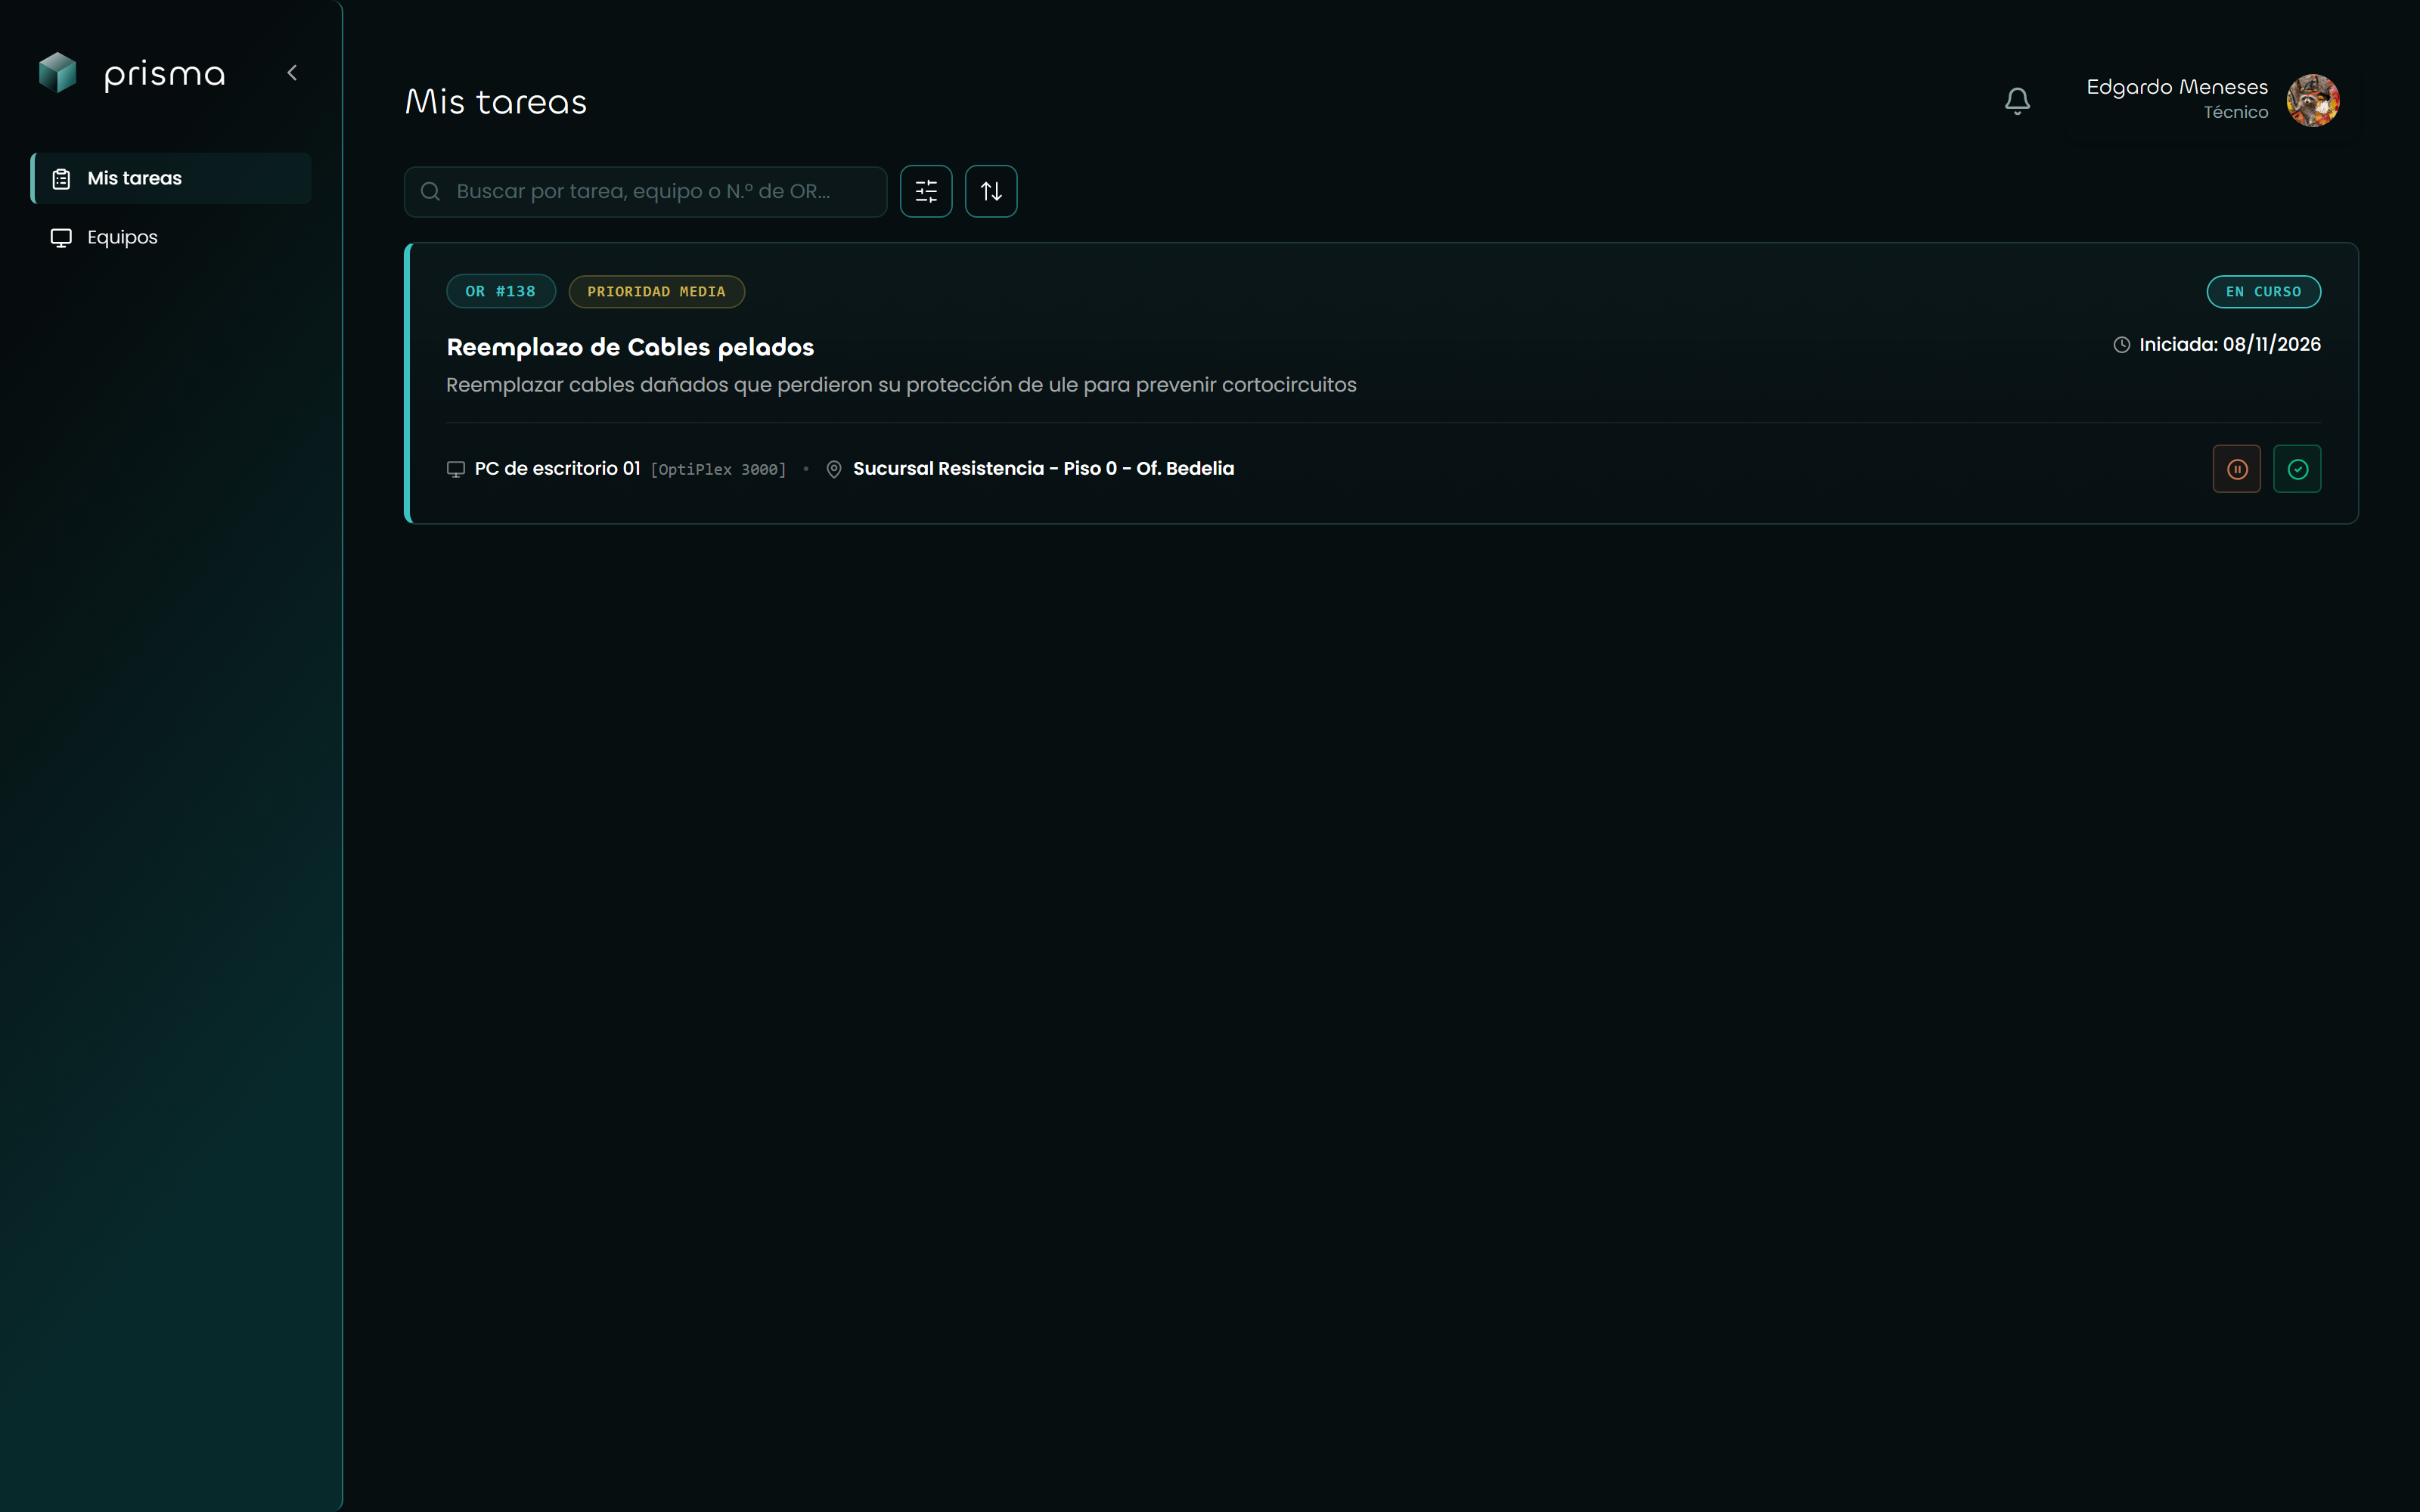 prisma
Mis tareas
Equipos
Mis tareas
Edgardo Meneses
Técnico
Buscar por tarea, equipo o N.º de OR...
OR #138
PRIORIDAD MEDIA
EN CURSO
Reemplazo de Cables pelados
Iniciada: 08/11/2026
Reemplazar cables dañados que perdieron su protección de ule para prevenir cortocircuitos
PC de escritorio 01 [OptiPlex 3000] • Sucursal Resistencia - Piso 0 - Of. Bedelia